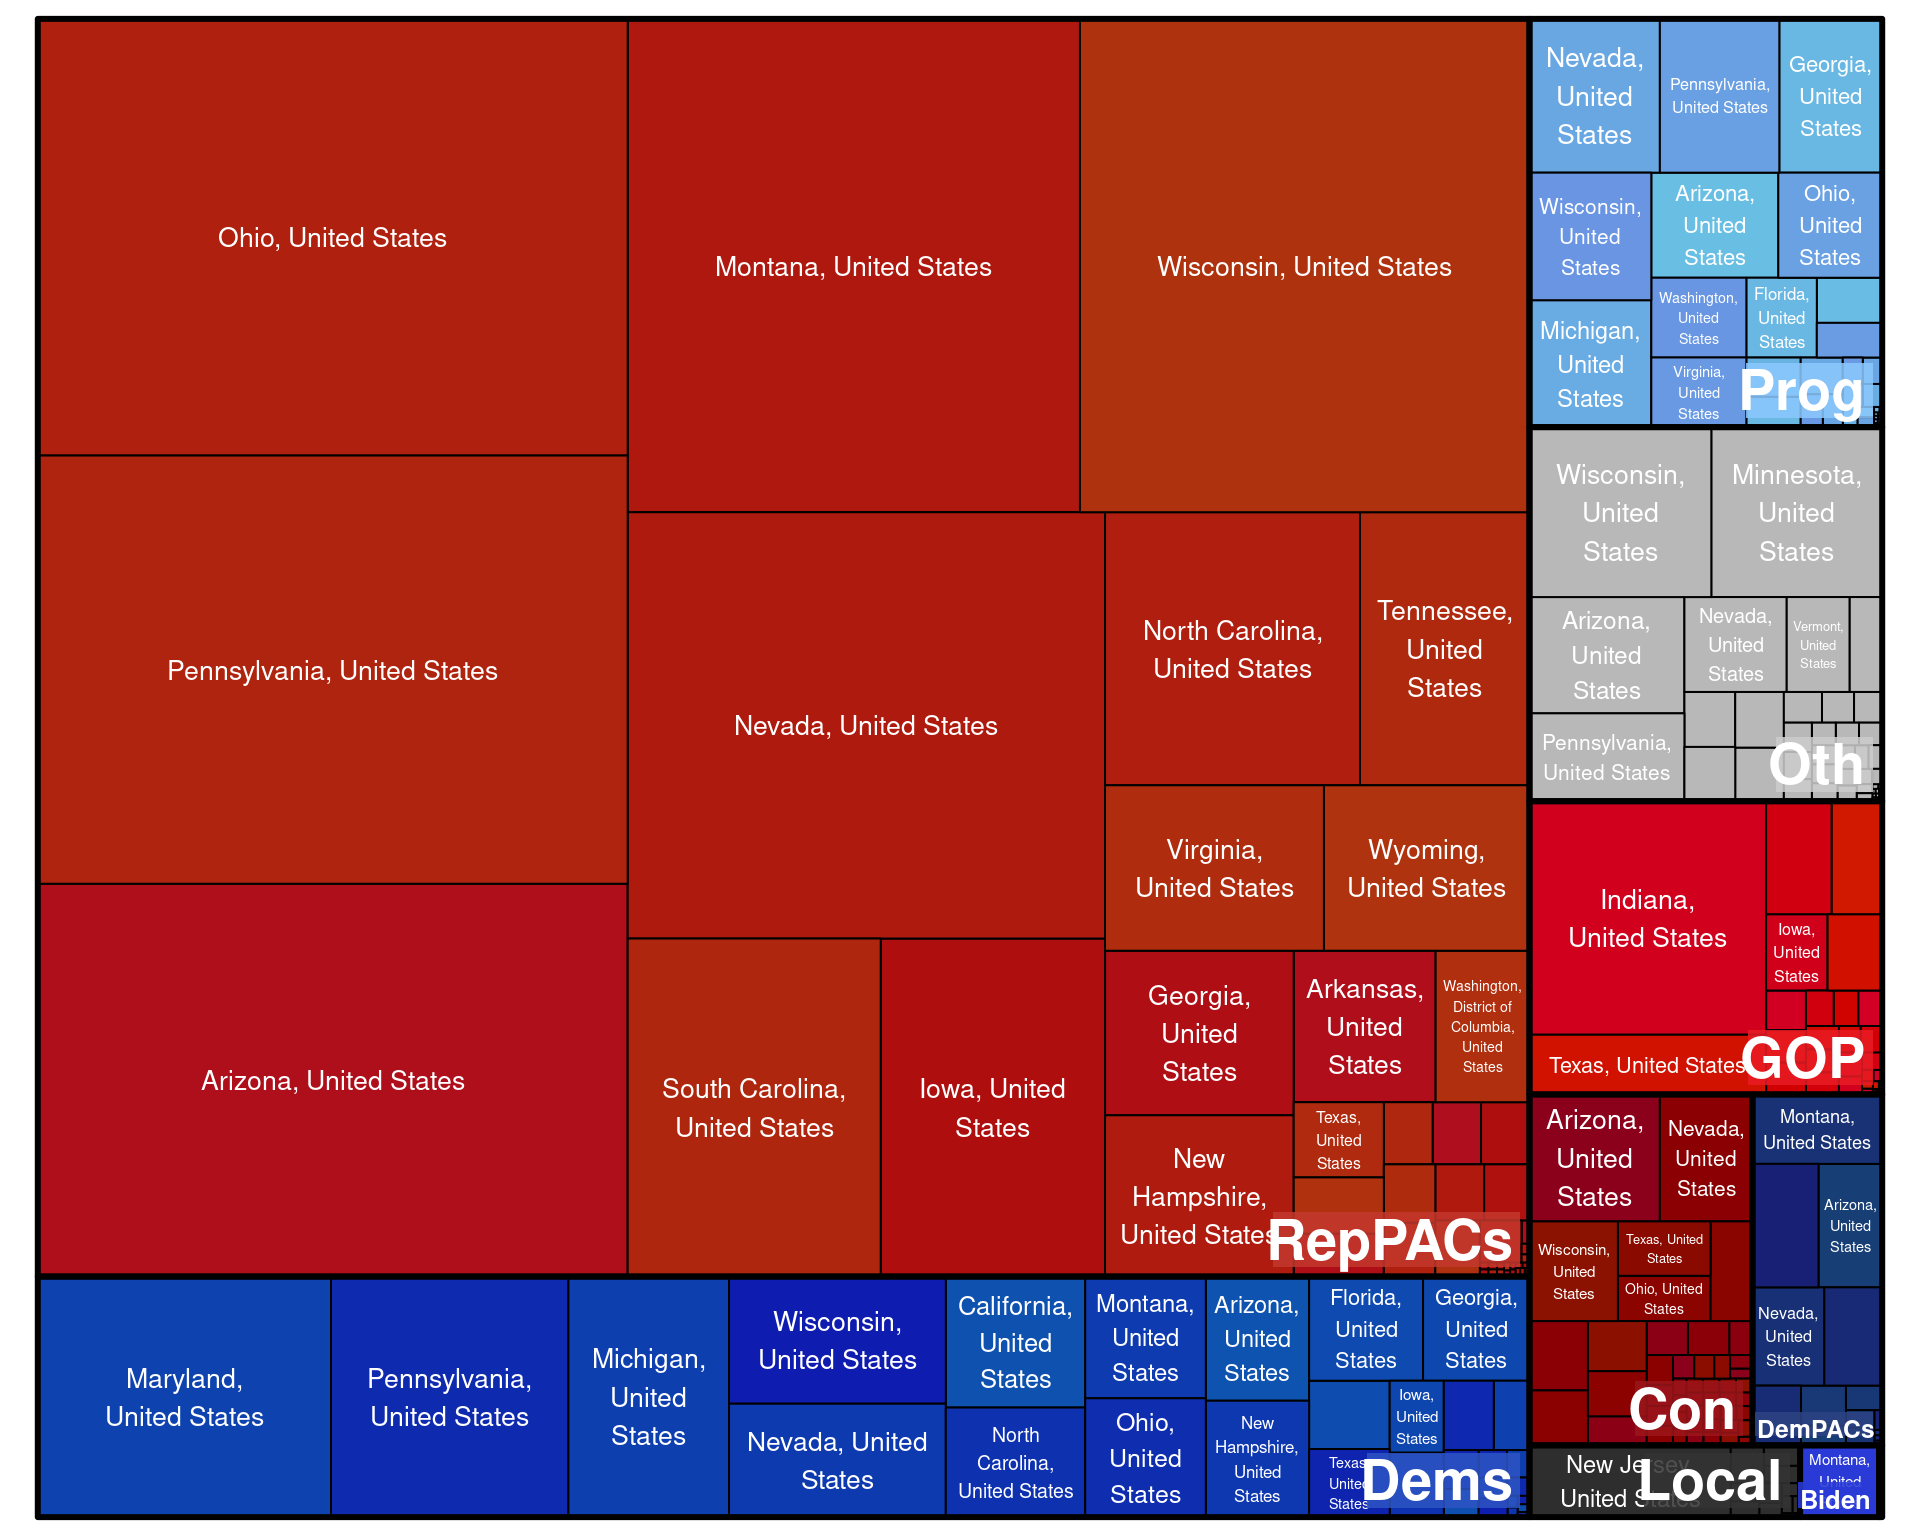 Ohio, United States
Pennsylvania, United States
Arizona, United States
Montana, United States
Wisconsin, United States
Nevada, United States
South Carolina,
United States
Iowa, United
States
North Carolina,
United States
Tennessee,
United
States
Virginia,
United States
Wyoming,
United States
Georgia,
United
States
Arkansas,
United
States
Washington,
District of
Columbia,
United
States
New
Hampshire,
United States
Texas,
United
States
RepPACs
Maryland,
United States
Pennsylvania,
United States
Michigan,
United
States
Wisconsin,
United States
Nevada, United
States
California,
United
States
North
Carolina,
United States
Montana,
United
States
Ohio,
United
States
Arizona,
United
States
New
Hampshire,
United
States
Florida,
United
States
Georgia,
United
States
Iowa,
United
States
Texas
United
States
Dems
Nevada,
United
States
Pennsylvania,
United States
Georgia,
United
States
Wisconsin,
United
States
Arizona,
United
States
Ohio,
United
States
Michigan,
United
States
Washington,
United
States
Florida,
United
States
Virginia,
United
States
Prog
Wisconsin,
United
States
Minnesota,
United
States
Arizona,
United
States
Nevada,
United
States
Vermont,
United
States
Pennsylvania,
United States
Oth
Indiana,
United States
Iowa,
United
States
Texas, United States
GOP
Arizona,
United
States
Nevada,
United
States
Wisconsin,
United
States
Texas, United
States
Ohio, United
States
Con
Montana,
United States
Arizona,
United
States
Nevada,
United
States
DemPACs
New Jersey
United States
Local
Montana,
United
Biden